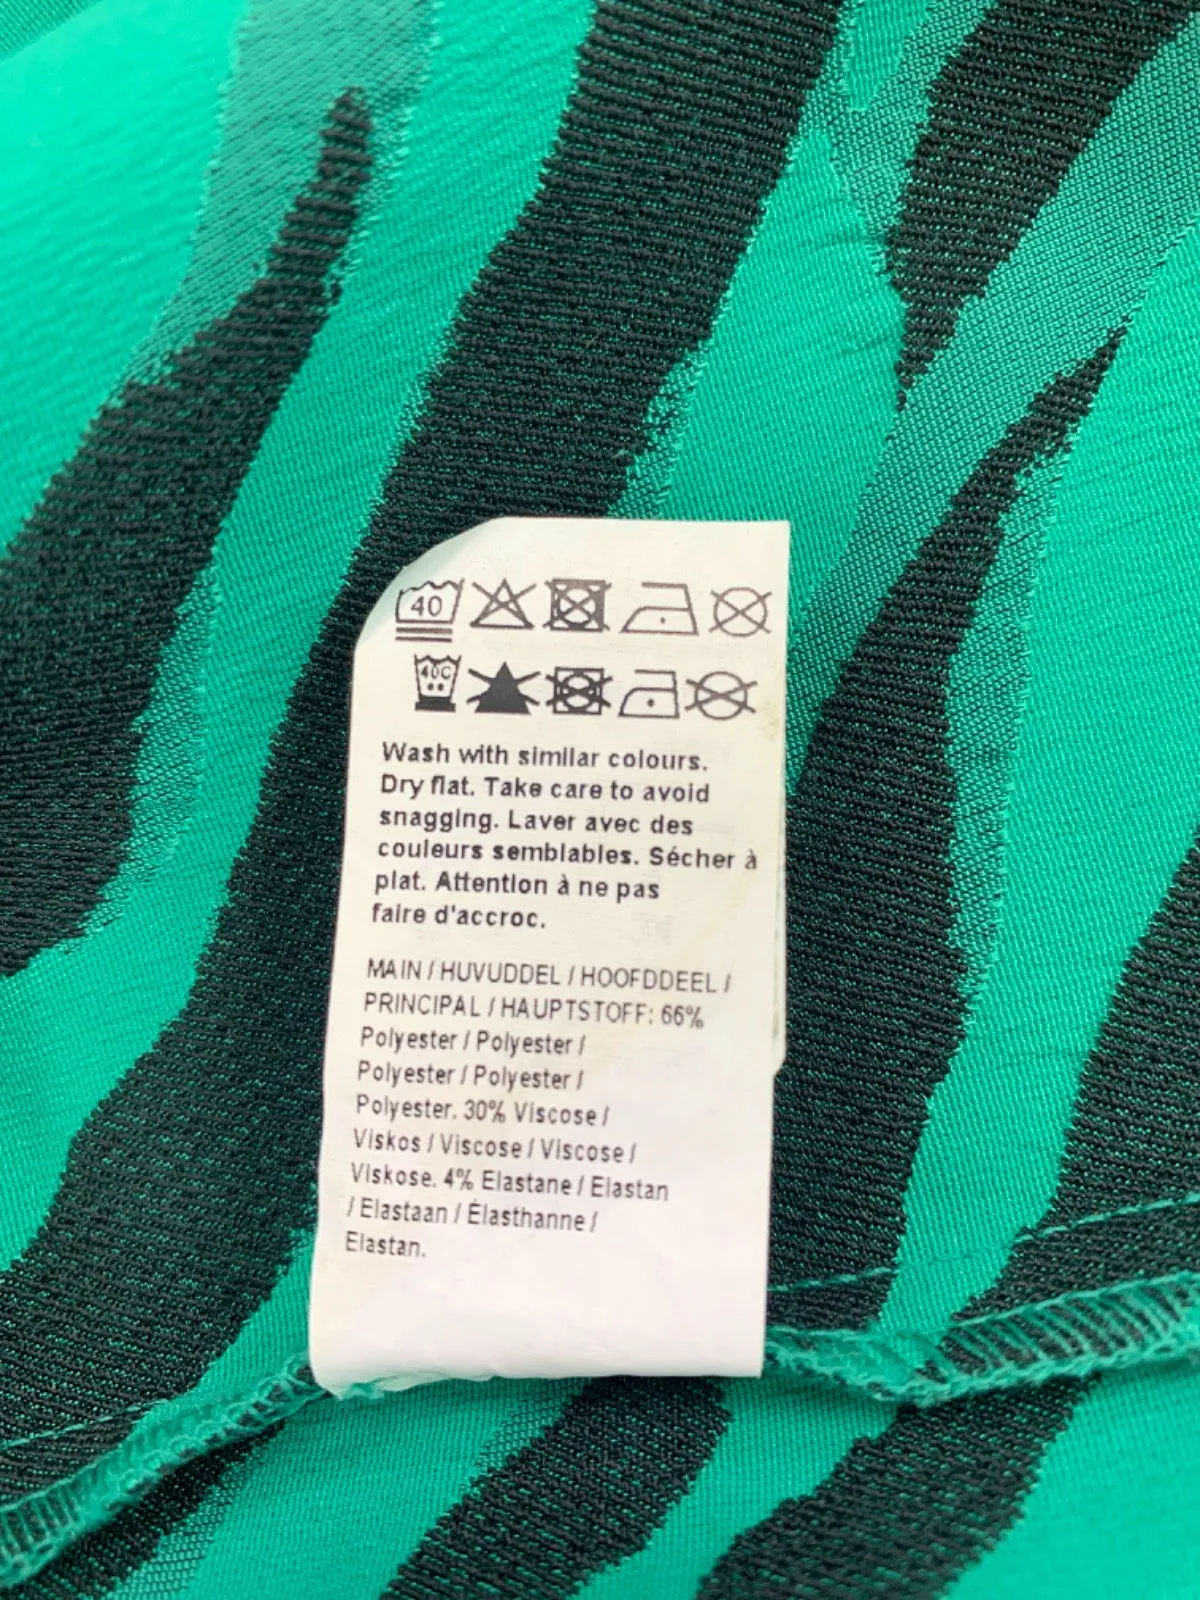 40
40C
Wash with similar colours.
Dry flat. Take care to avoid
snagging. Laver avec des
couleurs semblables. Sécher à
plat. Attention à ne pas
faire d'accroc.
MAIN / HUVUDDEL / HOOFDDEEL /
PRINCIPAL / HAUPTSTOFF: 66%
Polyester / Polyester /
Polyester / Polyester /
Polyester. 30% Viscose /
Viskos / Viscose / Viscose /
Viskose. 4% Elastane / Elastan
/ Elastaan / Élasthanne /
Elastan.